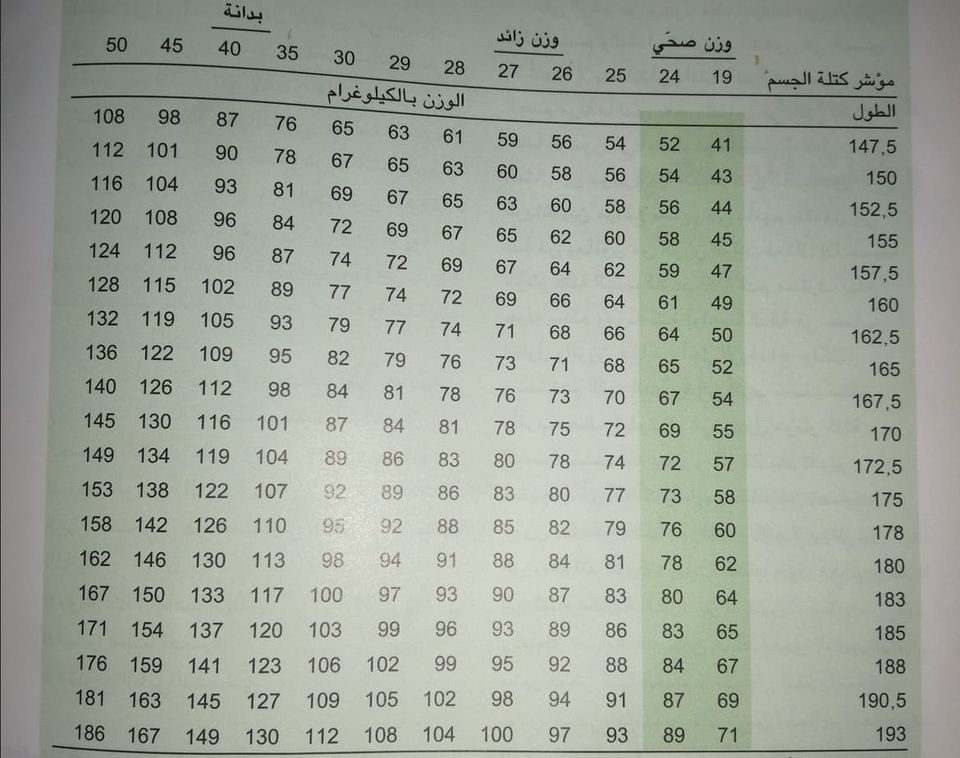 وزن صحّي وزن زائد بدانة
مؤشر كتلة الجسم 19 24 25 26 27 28 29 30 35 40 45 50
الطول الوزن بالكيلوغرام
147,5 41 52 54 56 59 61 63 65 76 87 98 108
150 43 54 56 58 60 63 65 67 78 90 101 112
152,5 44 56 58 60 63 65 67 69 81 93 104 116
155 45 58 60 62 65 67 69 72 84 96 108 120
157,5 47 59 62 64 67 69 72 74 87 96 112 124
160 49 61 64 66 69 72 74 77 89 102 115 128
162,5 50 64 66 68 71 74 77 79 93 105 119 132
165 52 65 68 71 73 76 79 82 95 109 122 136
167,5 54 67 70 73 76 78 81 84 98 112 126 140
170 55 69 72 75 78 81 84 87 101 116 130 145
172,5 57 72 74 78 80 83 86 89 104 119 134 149
175 58 73 77 80 83 86 89 92 107 122 138 153
178 60 76 79 82 85 88 92 95 110 126 142 158
180 62 78 81 84 88 91 94 98 113 130 146 162
183 64 80 83 87 90 93 97 100 117 133 150 167
185 65 83 86 89 93 96 99 103 120 137 154 171
188 67 84 88 92 95 99 102 106 123 141 159 176
190,5 69 87 91 94 98 102 105 109 127 145 163 181
193 71 89 93 97 100 104 108 112 130 149 167 186